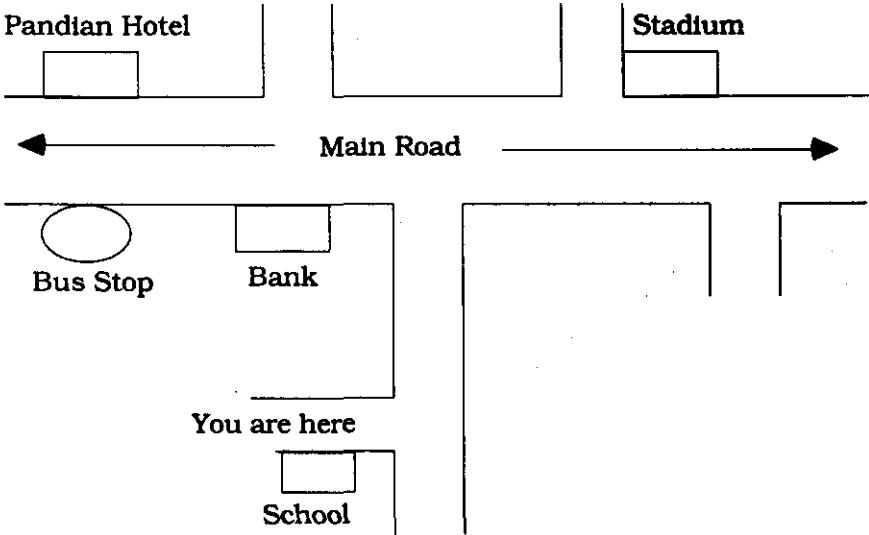 Pandian Hotel
Stadium
Main Road
Bus Stop
Bank
You are here
School